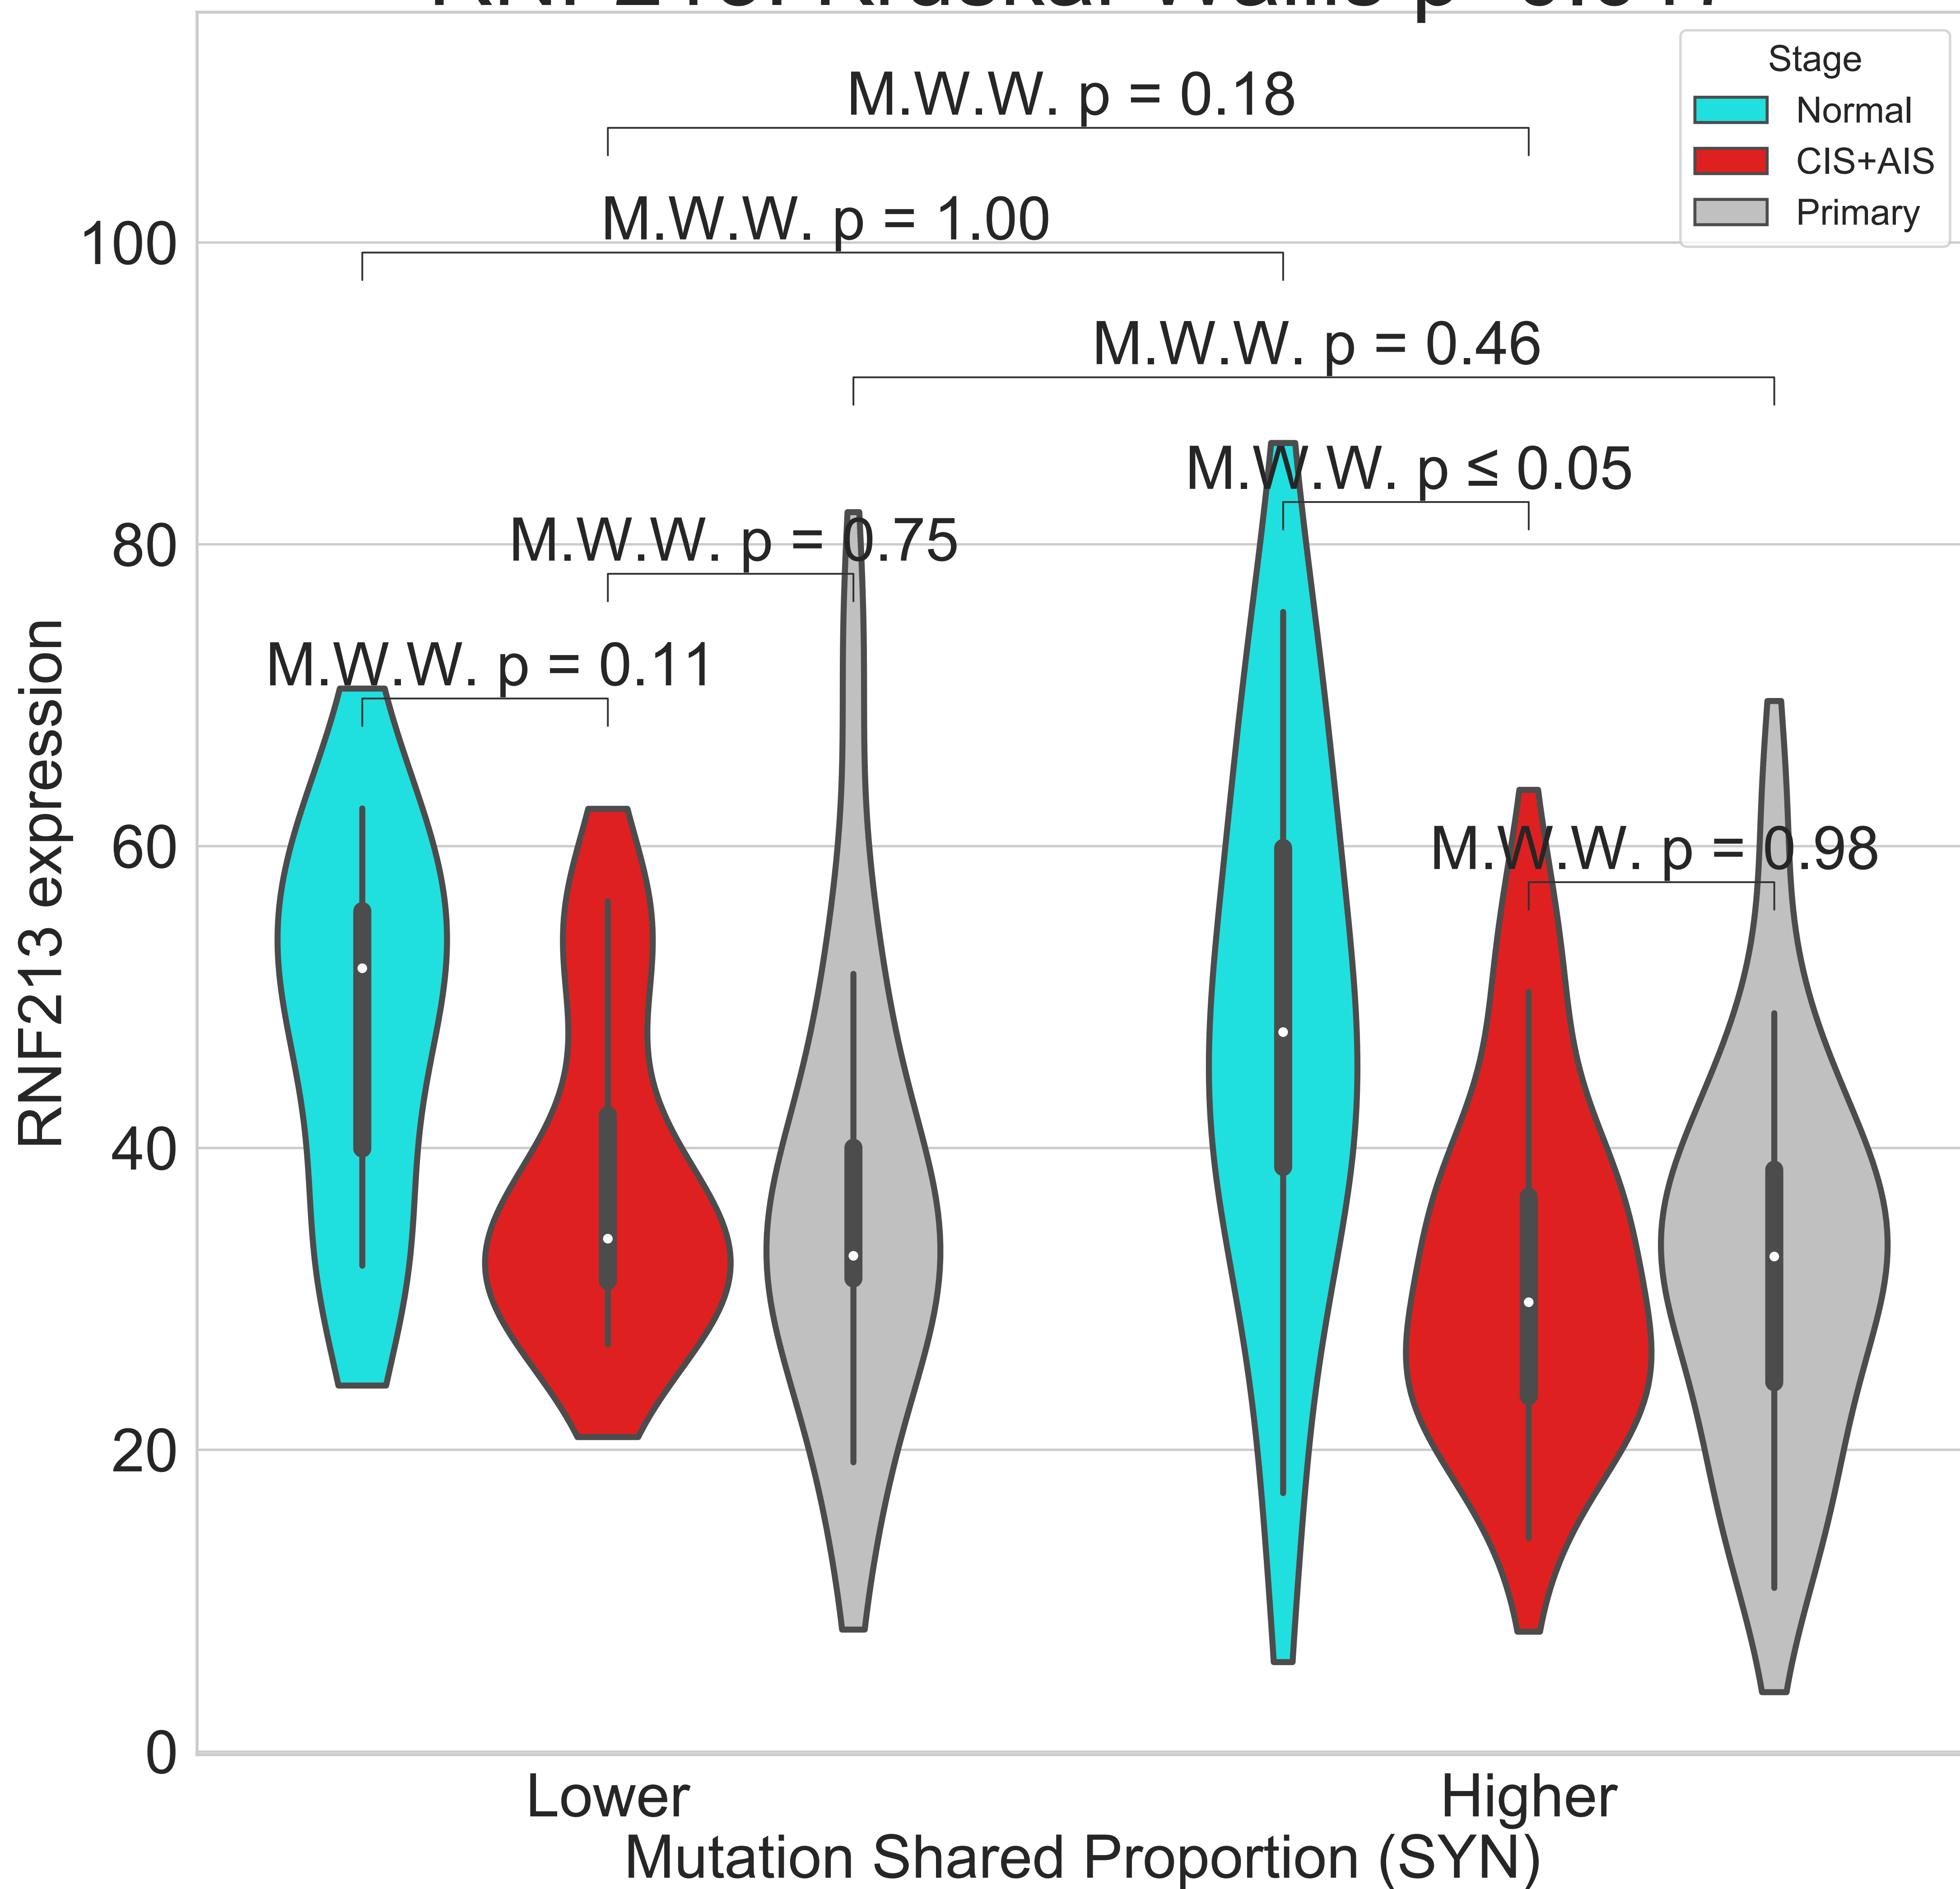 Stage
Normal
CIS+AIS
Primary
M.W.W. p = 0.18
M.W.W. p = 1.00
M.W.W. p = 0.46
M.W.W. p ≤ 0.05
M.W.W. p = 0.75
M.W.W. p = 0.11
M.W.W. p = 0.98
100
80
60
40
20
0
RNF213 expression
Lower
Higher
Mutation Shared Proportion (SYN)